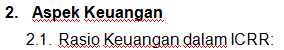 2. Aspek Keuangan
2.1. Rasio Keuangan dalam ICRR: